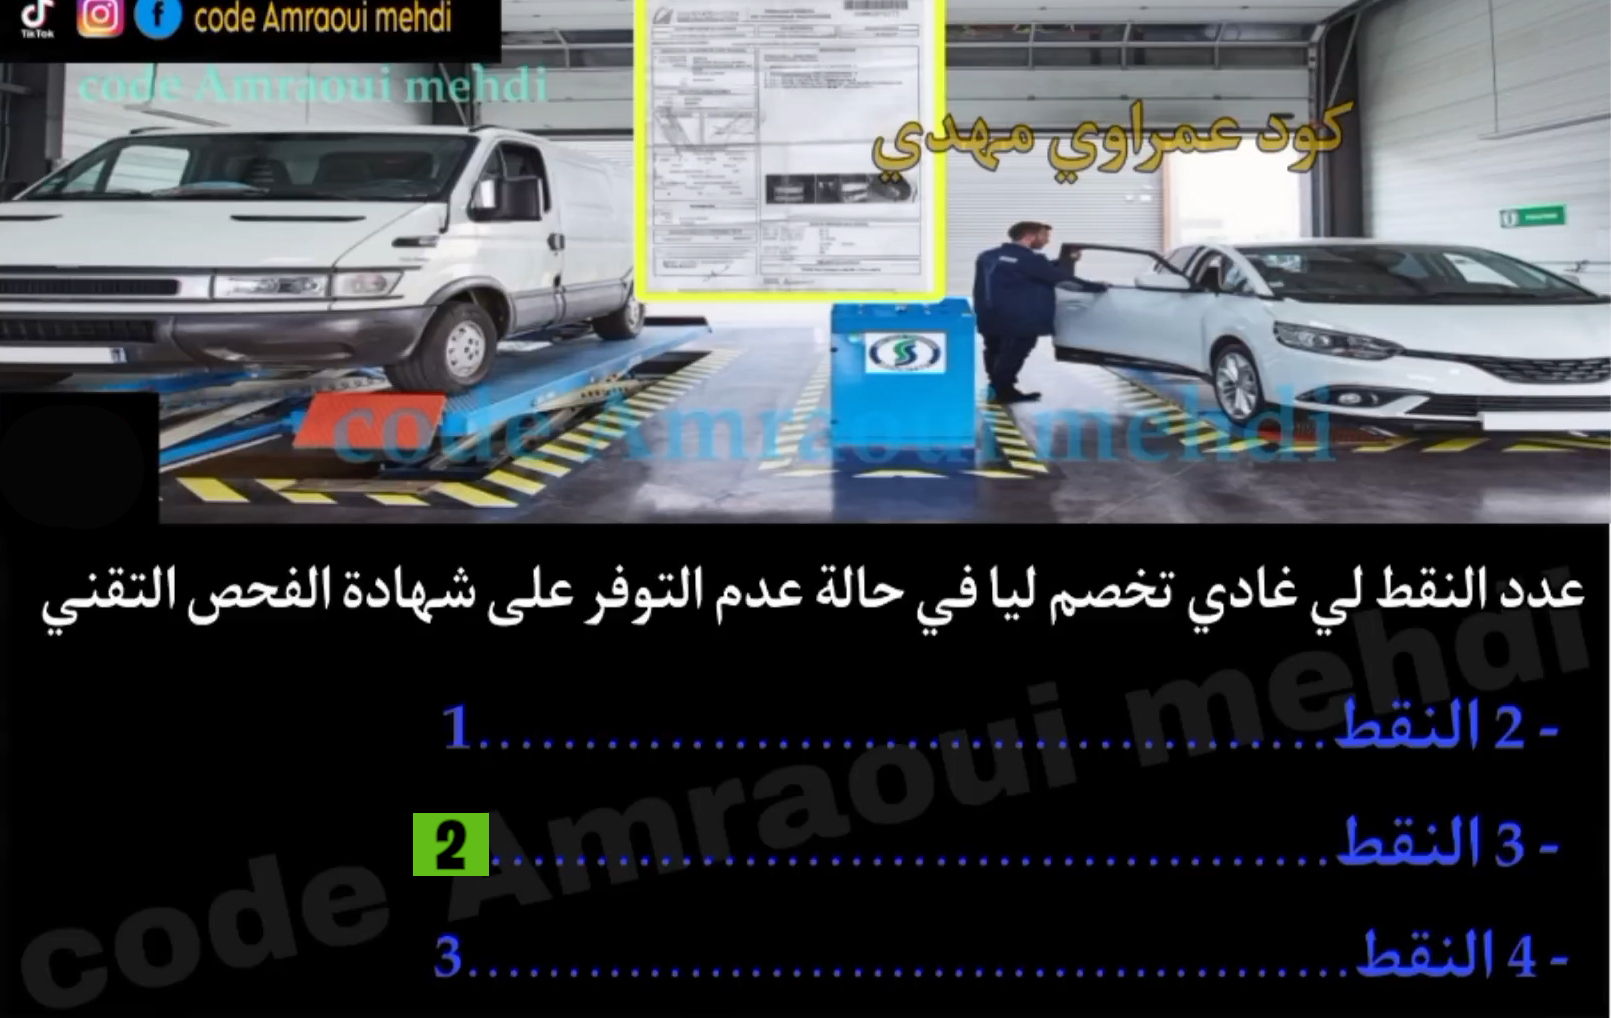 TikTok
code Amraoui mehdi
code Amraoui mehdi
كود عمراوي مهدي
code Amraoui mehdi
عدد النقط لي غادي تخصم ليا في حالة عدم التوفر على شهادة الفحص التقني
- 2 النقط........................................1
- 3 النقط........................................2
- 4 النقط..........................................3
code Amraoui mehdi